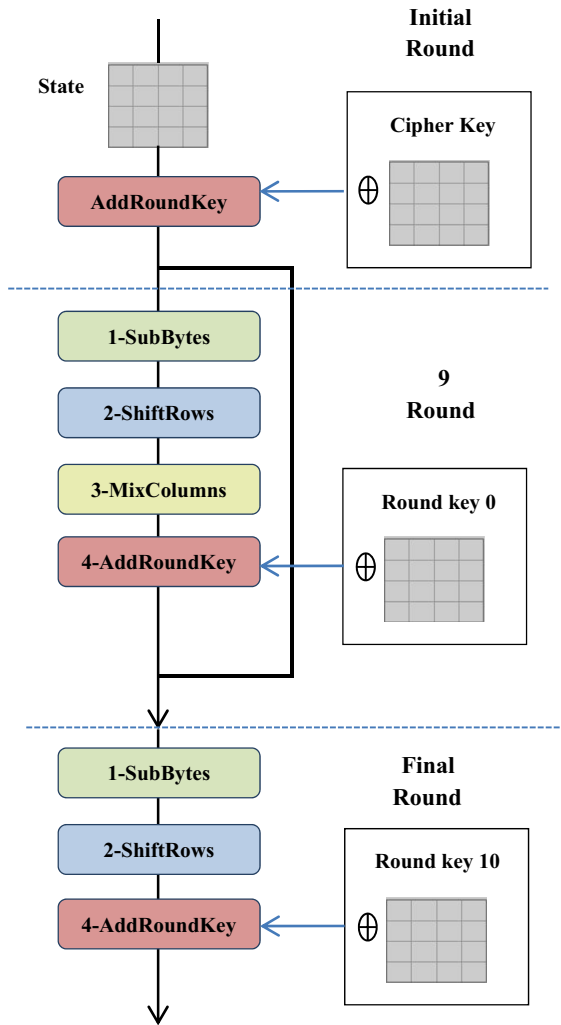 Initial
Round
State
Cipher Key
AddRoundKey
1-SubBytes
2-ShiftRows
9
Round
3-MixColumns
Round key 0
4-AddRoundKey
1-SubBytes
Final
Round
2-ShiftRows
Round key 10
4-AddRoundKey